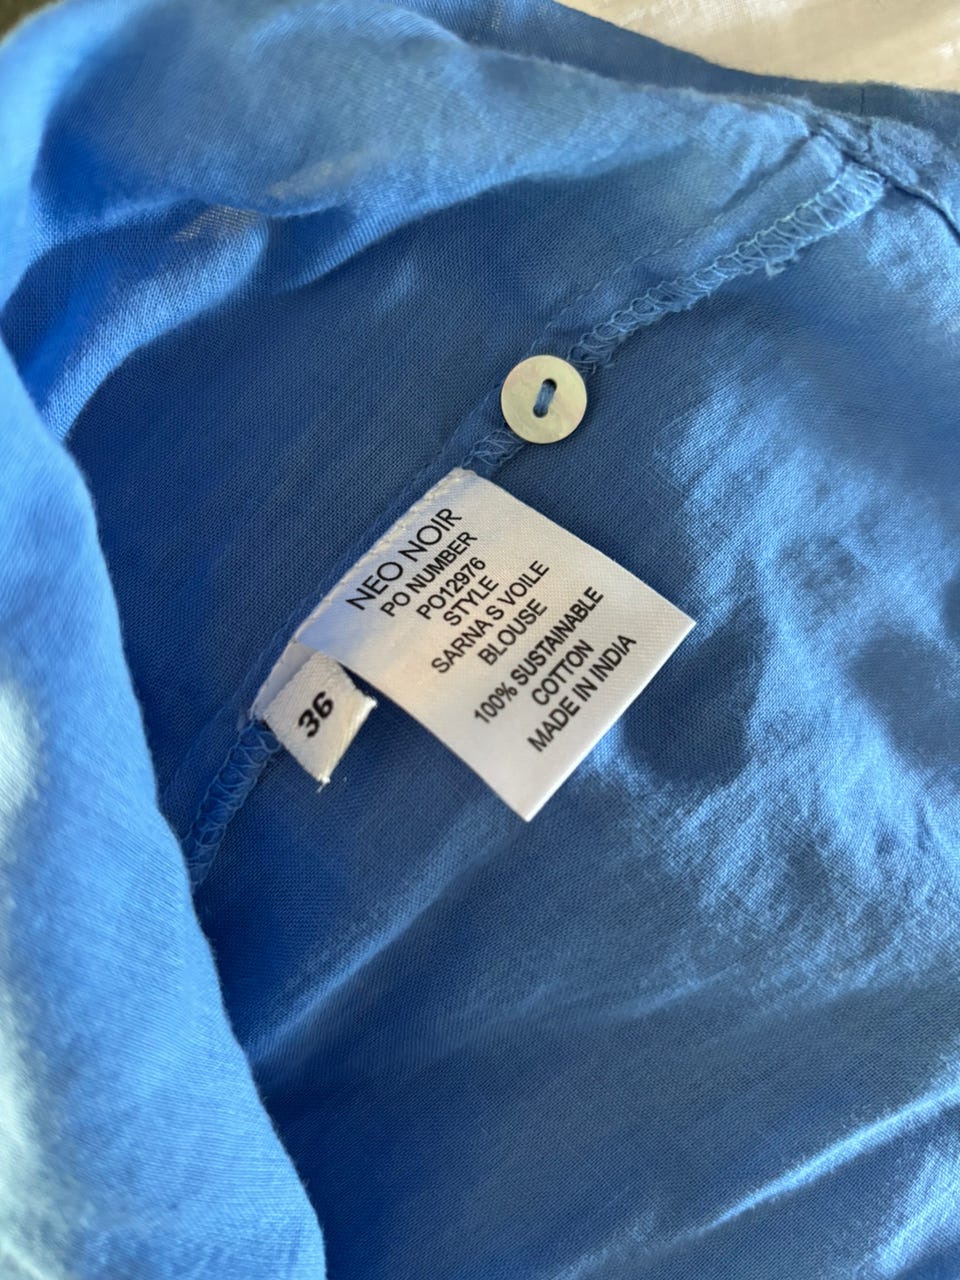 NEO NOIR
PO NUMBER
PO12976
STYLE
SARNA S VOILE
BLOUSE
100% SUSTAINABLE
COTTON
MADE IN INDIA
36